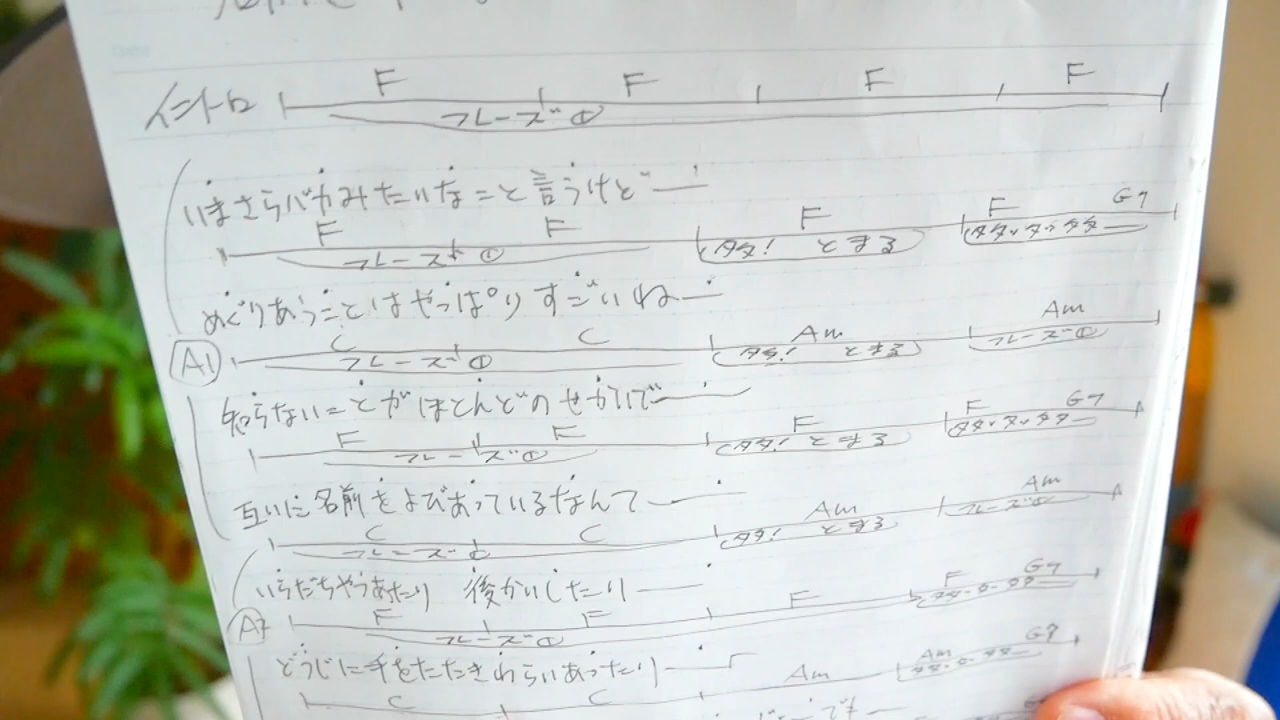 F F F F
イントロ
フレーズ①
いまさらバカみたいなこと言うけど
F F F F G7
フレーズ① タタ! とまる タタッタッタタ
めぐりあうことはやっぱりすごいね
A1 C C Am Am
フレーズ① タタ! とまる フレーズ①
知らないことがほとんどのせかいで
F F F F G7
フレーズ① タタ! とまる タタッタッタタ
互いに名前をよびあっているなんて
C C Am Am
フレーズ① タタ! とまる フレーズ①
いらだちやうあたり 後かいしたり
A2 F F F F G7
フレーズ①
どうじに手をたたきわらいあったり
C C Am Am G7
でも